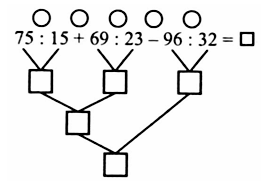 75 : 15 + 69 : 23 – 96 : 32 = □